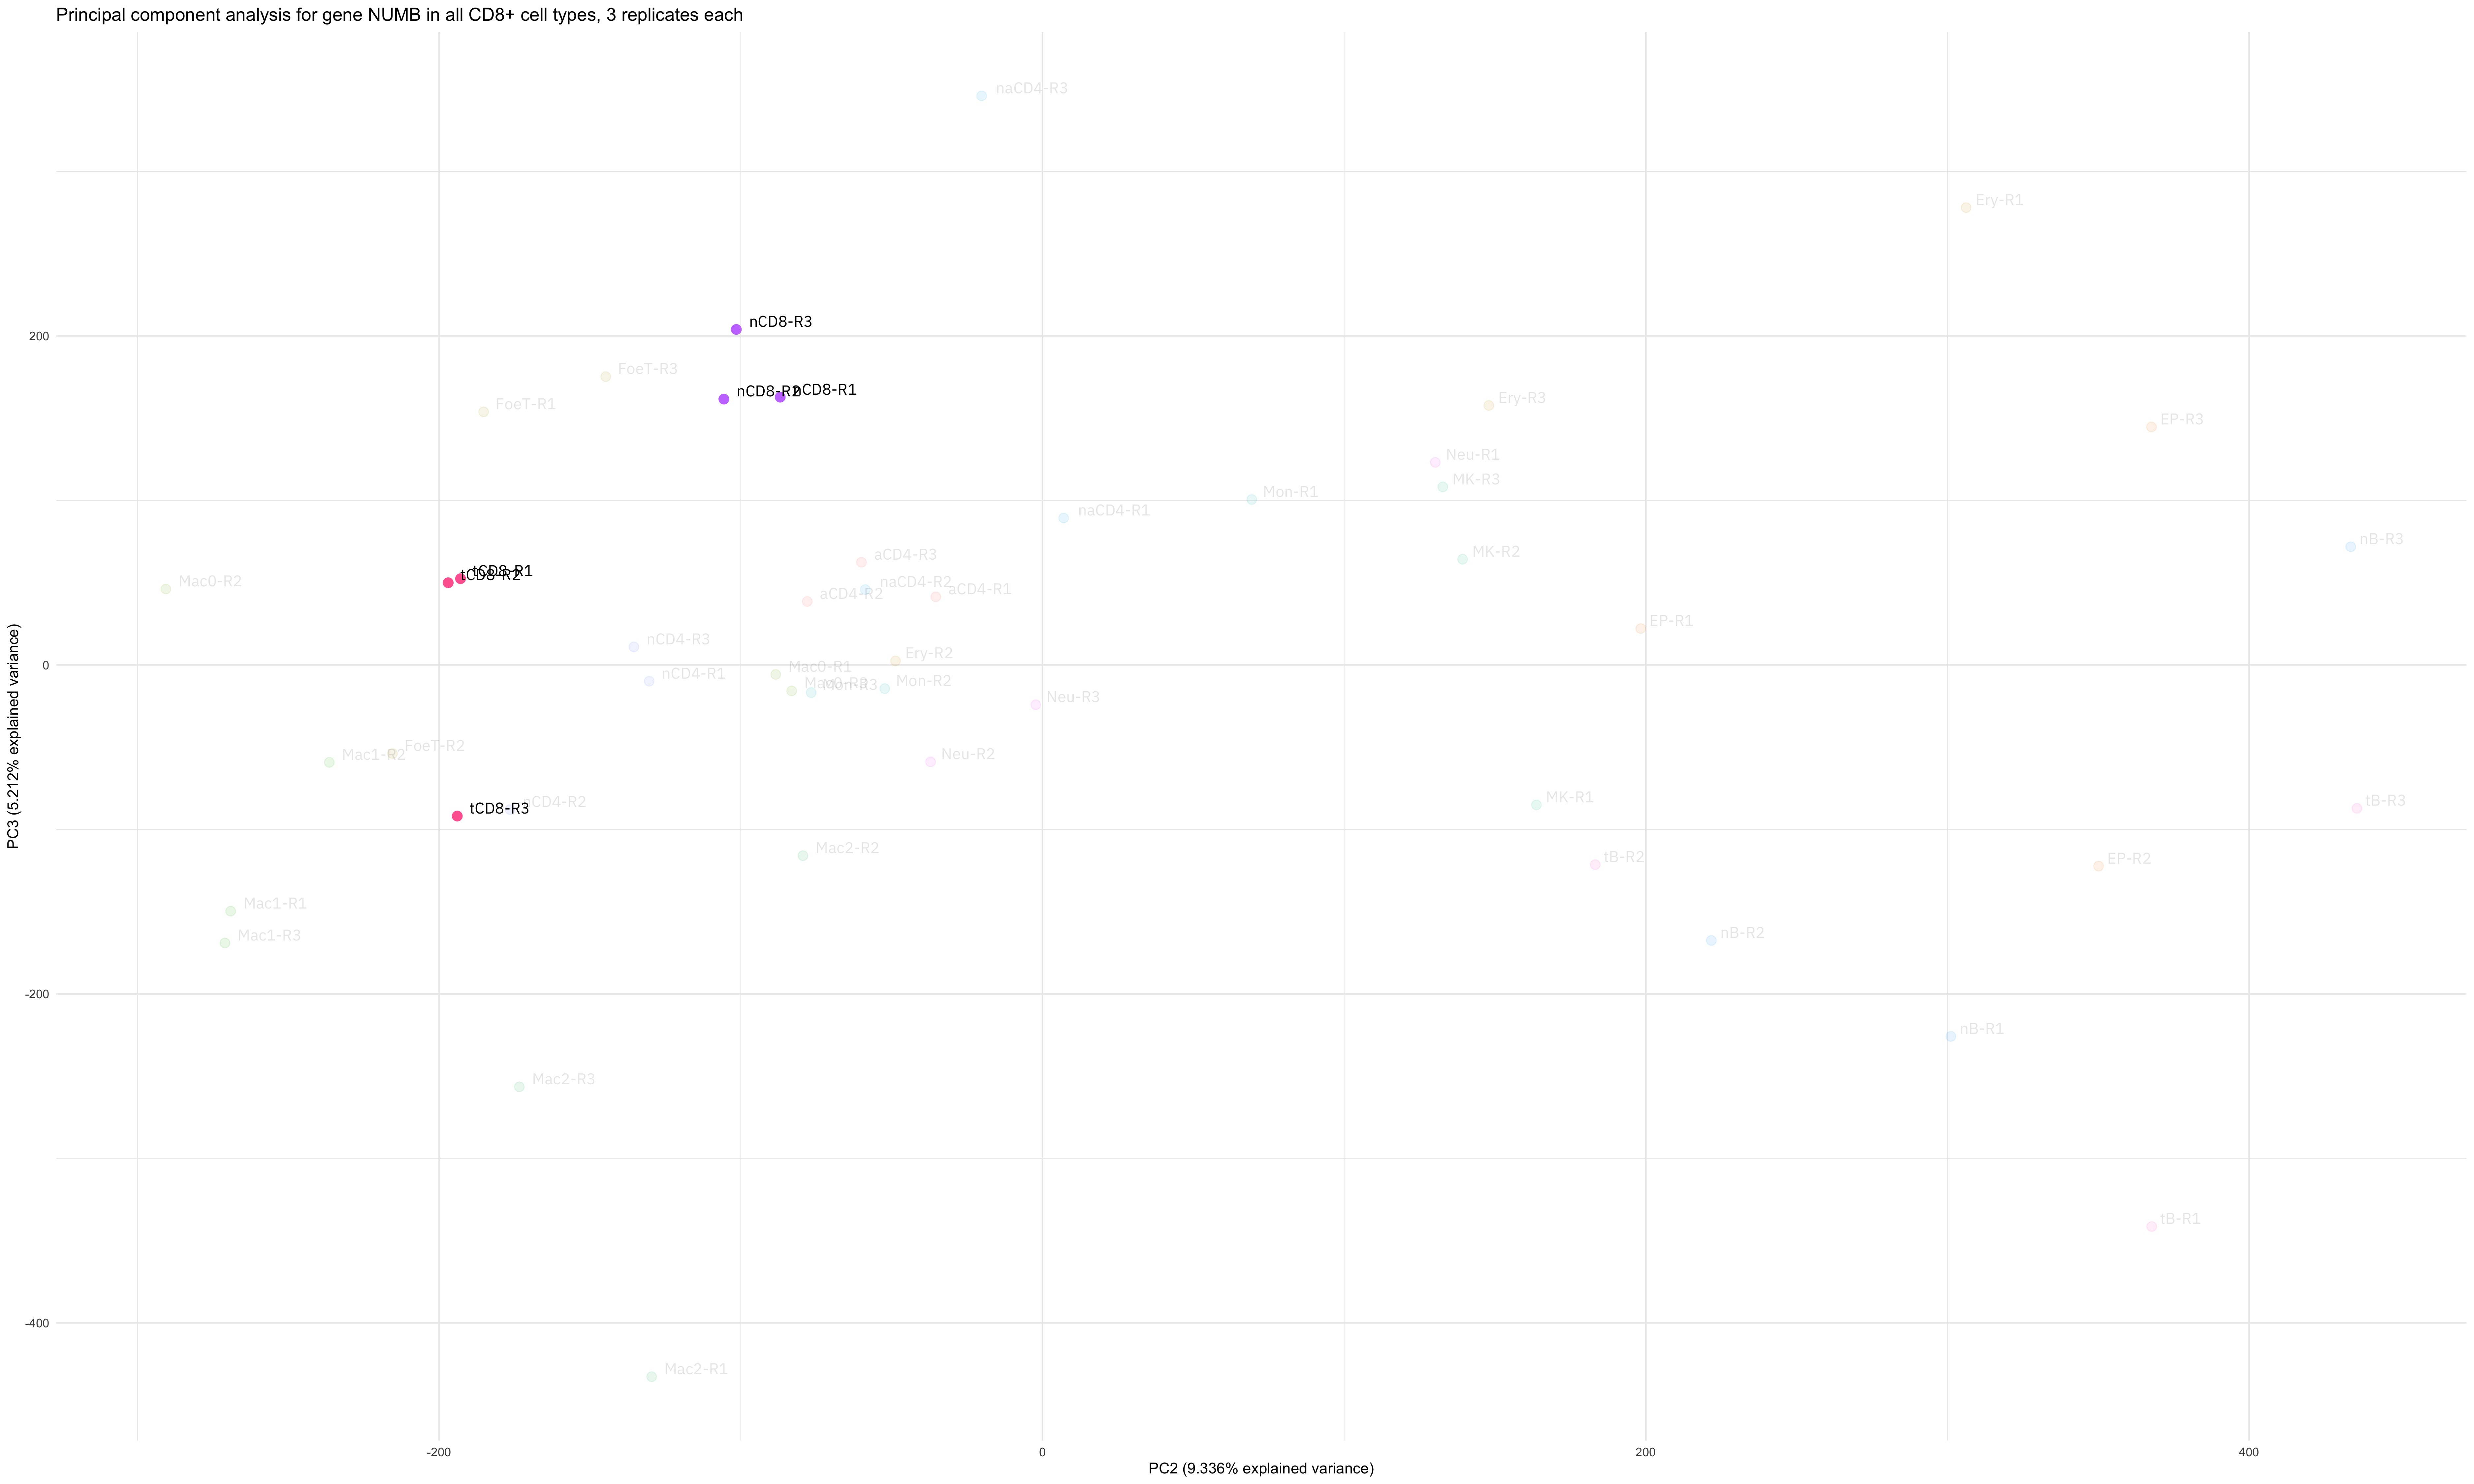 Principal component analysis for gene NUMB in all CD8+ cell types, 3 replicates each
naCD4-R3
Ery-R1
nCD8-R3
200
FoeT-R3
nCD8-R2
nCD8-R1
Ery-R3
FoeT-R1
EP-R3
Neu-R1
MK-R3
Mon-R1
naCD4-R1
aCD4-R3
MK-R2
nB-R3
tCD8-R1
tCD8-R2
Mac0-R2
naCD4-R2
aCD4-R1
aCD4-R2
EP-R1
nCD4-R3
Ery-R2
0
Mac0-R1
nCD4-R1
Mac0-R3
Mon-R3
Mon-R2
Neu-R3
FoeT-R2
Mac1-R2
Neu-R2
PC3 (5.212% explained variance)
nCD4-R2
tCD8-R3
MK-R1
tB-R3
Mac2-R2
tB-R2
EP-R2
Mac1-R1
Mac1-R3
nB-R2
-200
nB-R1
Mac2-R3
tB-R1
-400
Mac2-R1
-200
0
200
400
PC2 (9.336% explained variance)